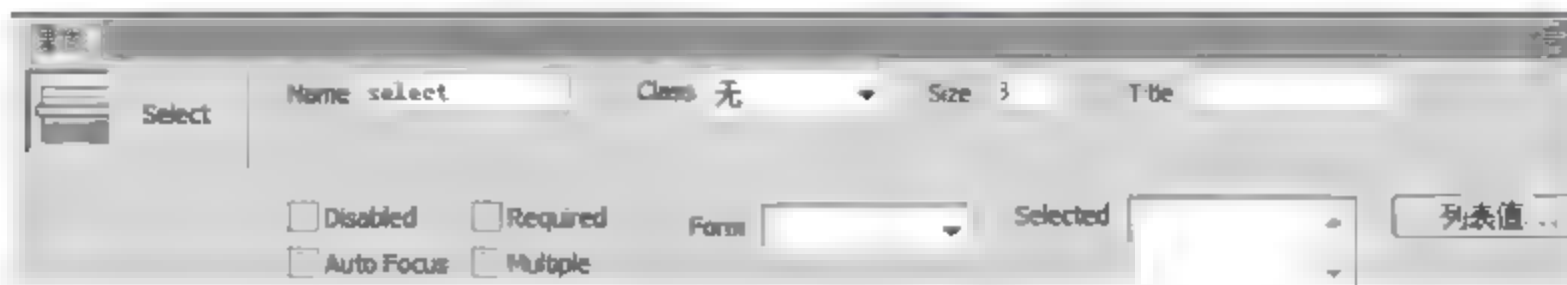 属性
Name select Class 无 Size 3 Title
Select
Disabled Required Form Selected 列表值...
Auto Focus Multiple